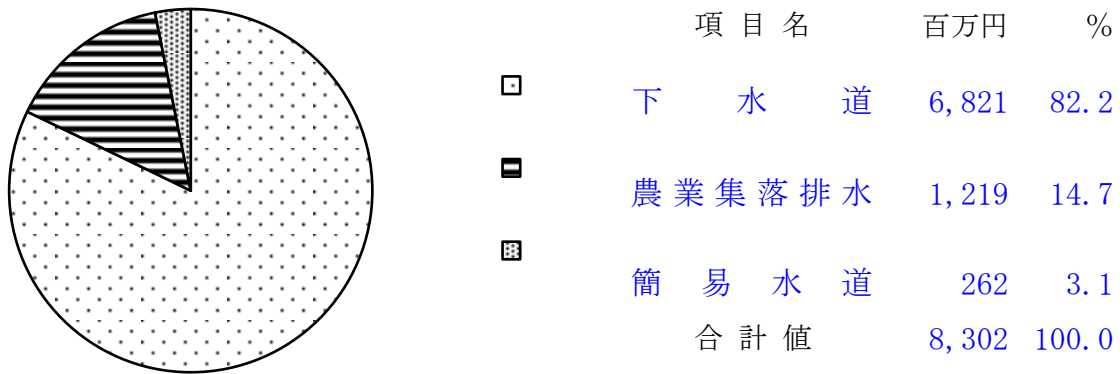 項目名 百万円 %
下水道 6,821 82.2
農業集落排水 1,219 14.7
簡易水道 262 3.1
合計値 8,302 100.0